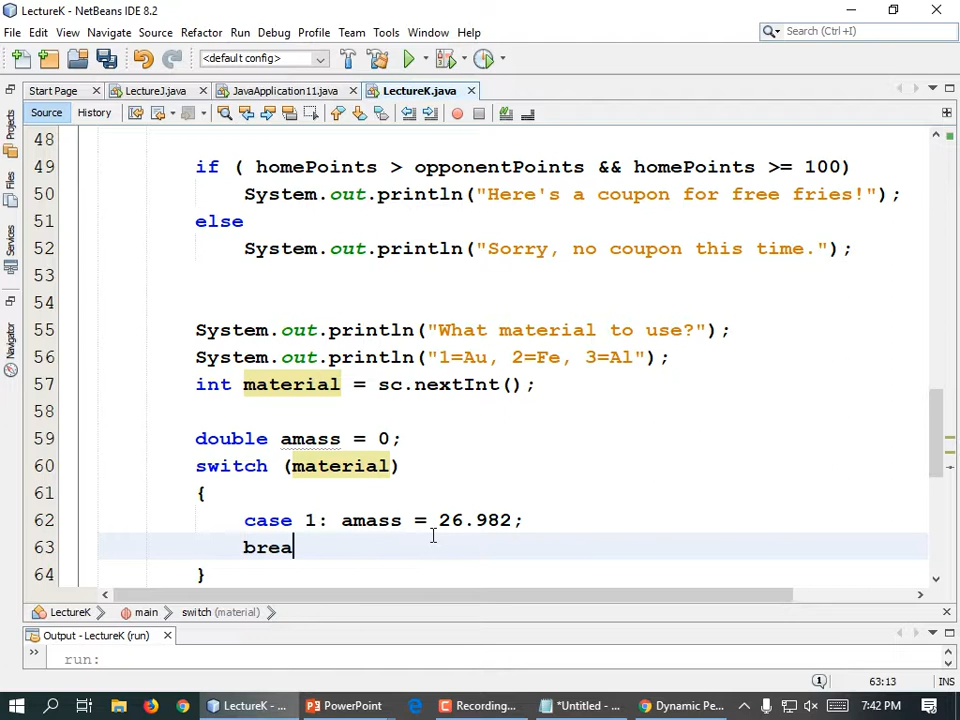 LectureK - NetBeans IDE 8.2
File Edit View Navigate Source Refactor Run Debug Profile Team Tools Window Help
<default config>
Search (Ctrl+I)
Start Page LectureJ.java JavaApplication11.java LectureK.java
Source History
Projects
Files
Services
Navigator
48
49 if ( homePoints > opponentPoints && homePoints >= 100)
50 System.out.println("Here's a coupon for free fries!");
51 else
52 System.out.println("Sorry, no coupon this time.");
53
54
55 System.out.println("What material to use?");
56 System.out.println("1=Au, 2=Fe, 3=Al");
57 int material = sc.nextInt();
58
59 double amass = 0;
60 switch (material)
61 {
62 case 1: amass = 26.982;
63 brea
64 }
LectureK main switch (material)
Output - LectureK (run)
run:
1 63:13 INS
LectureK - ... PowerPoint Recording... *Untitled - ... Dynamic Pe... 7:42 PM